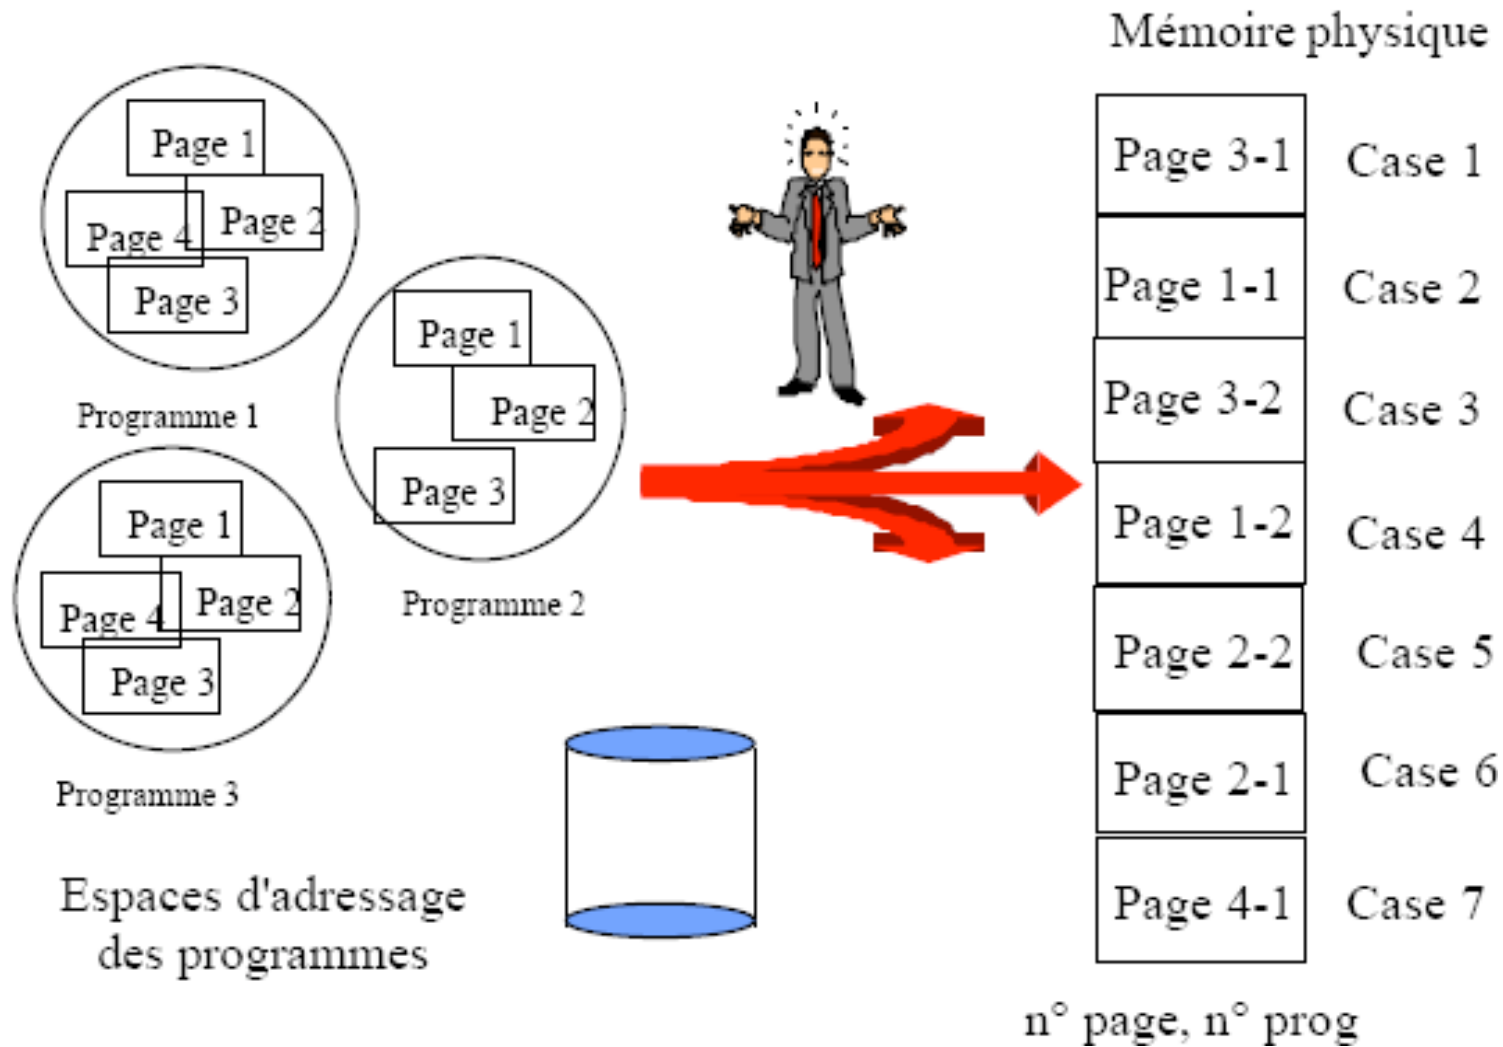 Mémoire physique
Page 1
Page 2
Page 4
Page 3
Programme 1
Page 1
Page 2
Page 3
Programme 2
Page 1
Page 2
Page 4
Page 3
Programme 3
Espaces d'adressage
des programmes
Page 3-1 Case 1
Page 1-1 Case 2
Page 3-2 Case 3
Page 1-2 Case 4
Page 2-2 Case 5
Page 2-1 Case 6
Page 4-1 Case 7
n° page, n° prog